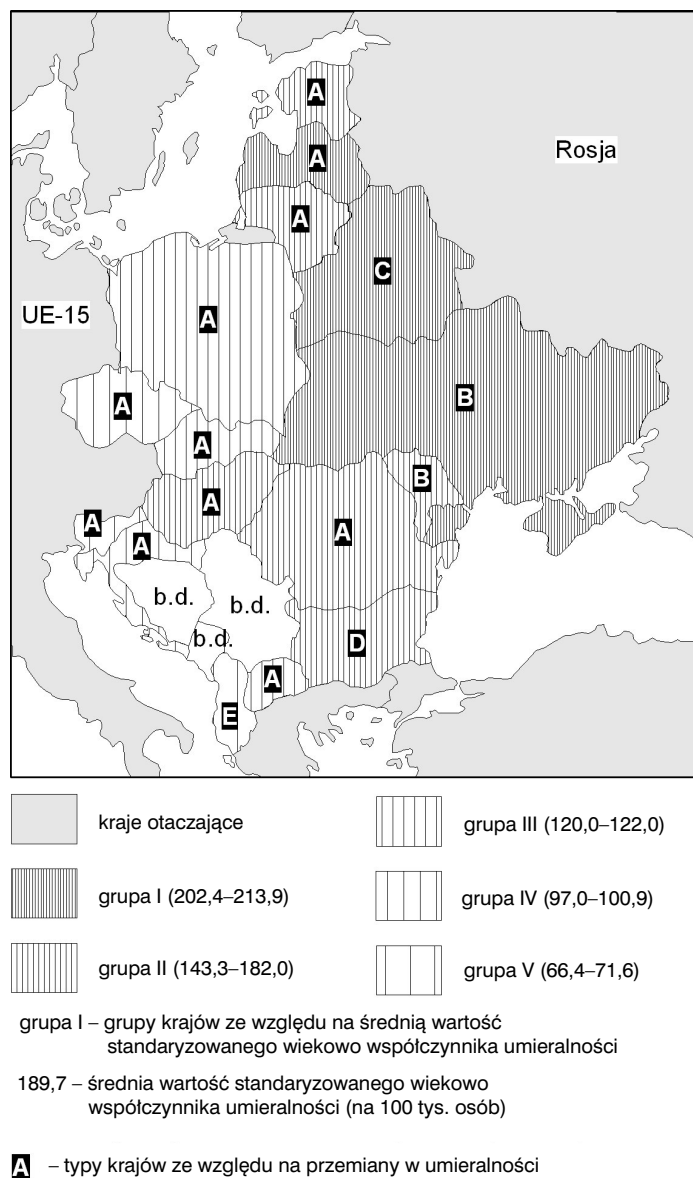 A
A
Rosja
A
C
UE-15
A
B
A
A
B
A
A
A
A
b.d.
b.d.
b.d.
D
A
E
kraje otaczające
grupa III (120,0–122,0)
grupa I (202,4–213,9)
grupa IV (97,0–100,9)
grupa II (143,3–182,0)
grupa V (66,4–71,6)
grupa I – grupy krajów ze względu na średnią wartość
standaryzowanego wiekowo współczynnika umieralności
189,7 – średnia wartość standaryzowanego wiekowo
współczynnika umieralności (na 100 tys. osób)
A – typy krajów ze względu na przemiany w umieralności